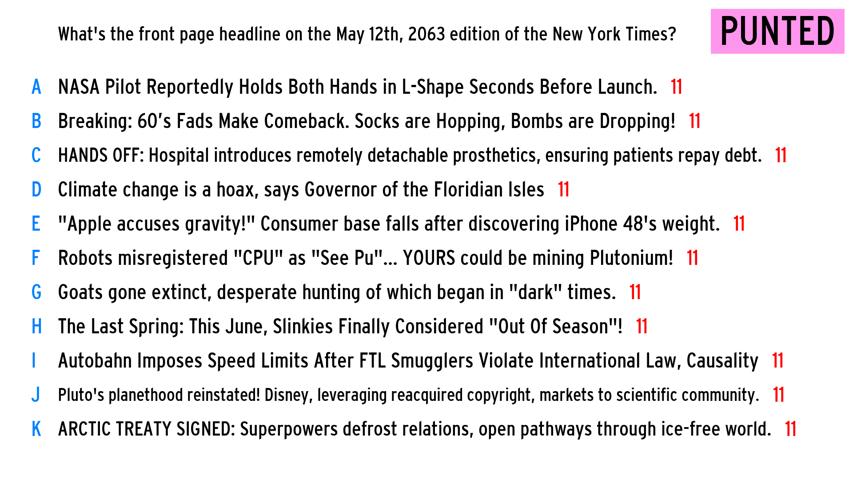 What's the front page headline on the May 12th, 2063 edition of the New York Times?
PUNTED
A NASA Pilot Reportedly Holds Both Hands in L-Shape Seconds Before Launch. 11
B Breaking: 60's Fads Make Comeback. Socks are Hopping, Bombs are Dropping! 11
C HANDS OFF: Hospital introduces remotely detachable prosthetics, ensuring patients repay debt. 11
D Climate change is a hoax, says Governor of the Floridian Isles 11
E "Apple accuses gravity!" Consumer base falls after discovering iPhone 48's weight. 11
F Robots misregistered "CPU" as "See Pu"... YOURS could be mining Plutonium! 11
G Goats gone extinct, desperate hunting of which began in "dark" times. 11
H The Last Spring: This June, Slinkies Finally Considered "Out Of Season"! 11
I Autobahn Imposes Speed Limits After FTL Smugglers Violate International Law, Causality 11
J Pluto's planethood reinstated! Disney, leveraging reacquired copyright, markets to scientific community. 11
K ARCTIC TREATY SIGNED: Superpowers defrost relations, open pathways through ice-free world. 11